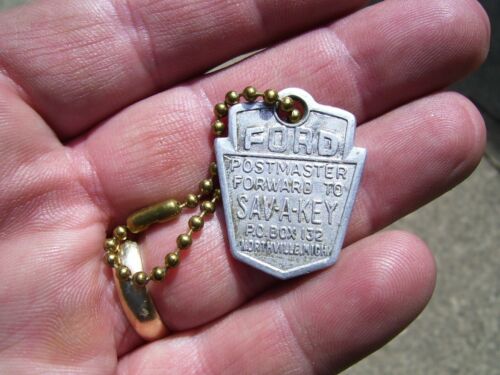 FORD
POSTMASTER
FORWARD TO
SAV-A-KEY
P.O. BOX 132
NORTHVILLE, MICH.